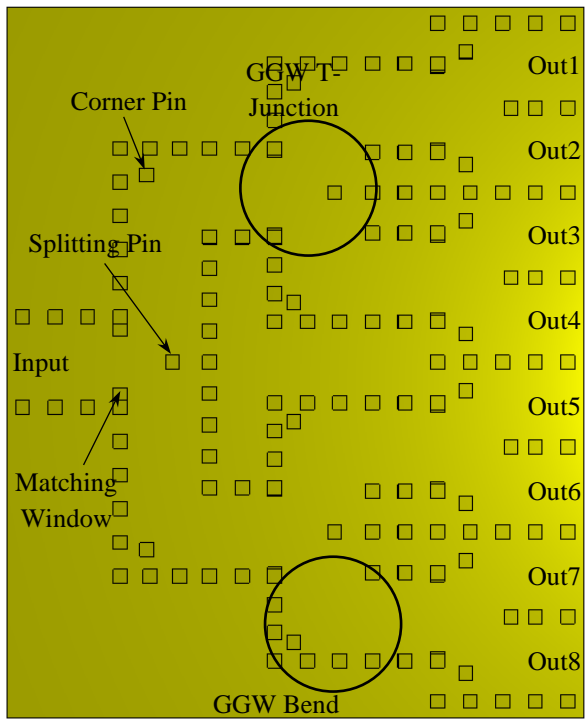 GGW T-
Junction
Corner Pin
Splitting Pin
Input
Matching
Window
GGW Bend
Out1
Out2
Out3
Out4
Out5
Out6
Out7
Out8